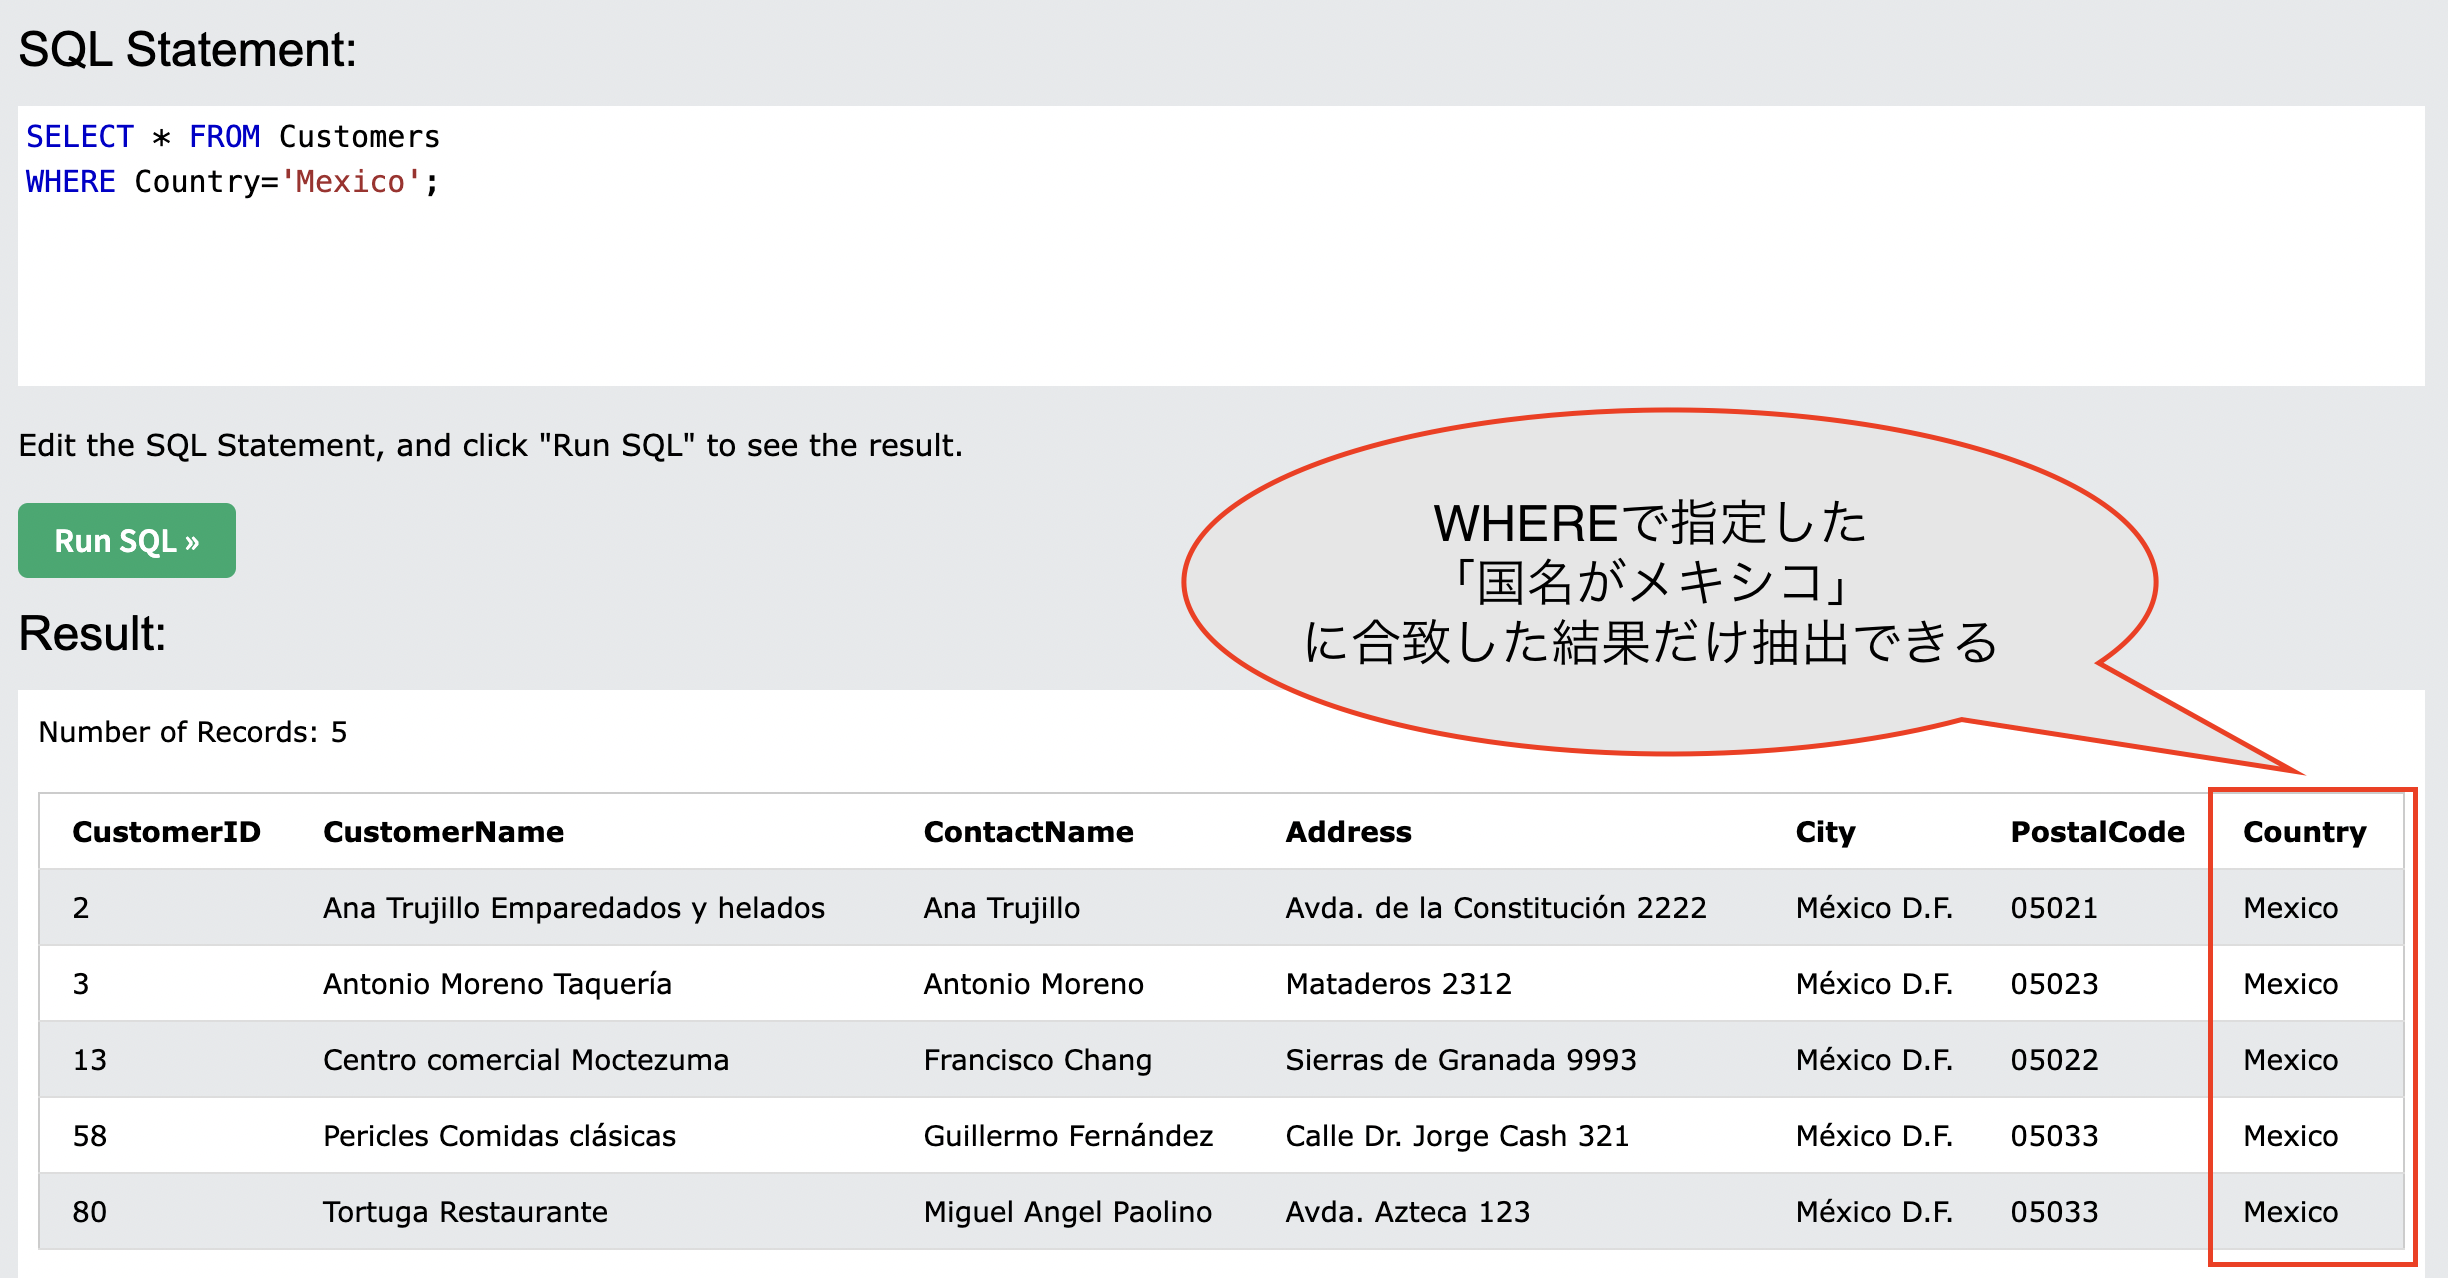 SQL Statement:
SELECT * FROM Customers
WHERE Country='Mexico';
Edit the SQL Statement, and click "Run SQL" to see the result.
Run SQL »
WHEREで指定した
「国名がメキシコ」
に合致した結果だけ抽出できる
Result:
Number of Records: 5
CustomerID CustomerName ContactName Address City PostalCode Country
2 Ana Trujillo Emparedados y helados Ana Trujillo Avda. de la Constitución 2222 México D.F. 05021 Mexico
3 Antonio Moreno Taquería Antonio Moreno Mataderos 2312 México D.F. 05023 Mexico
13 Centro comercial Moctezuma Francisco Chang Sierras de Granada 9993 México D.F. 05022 Mexico
58 Pericles Comidas clásicas Guillermo Fernández Calle Dr. Jorge Cash 321 México D.F. 05033 Mexico
80 Tortuga Restaurante Miguel Angel Paolino Avda. Azteca 123 México D.F. 05033 Mexico